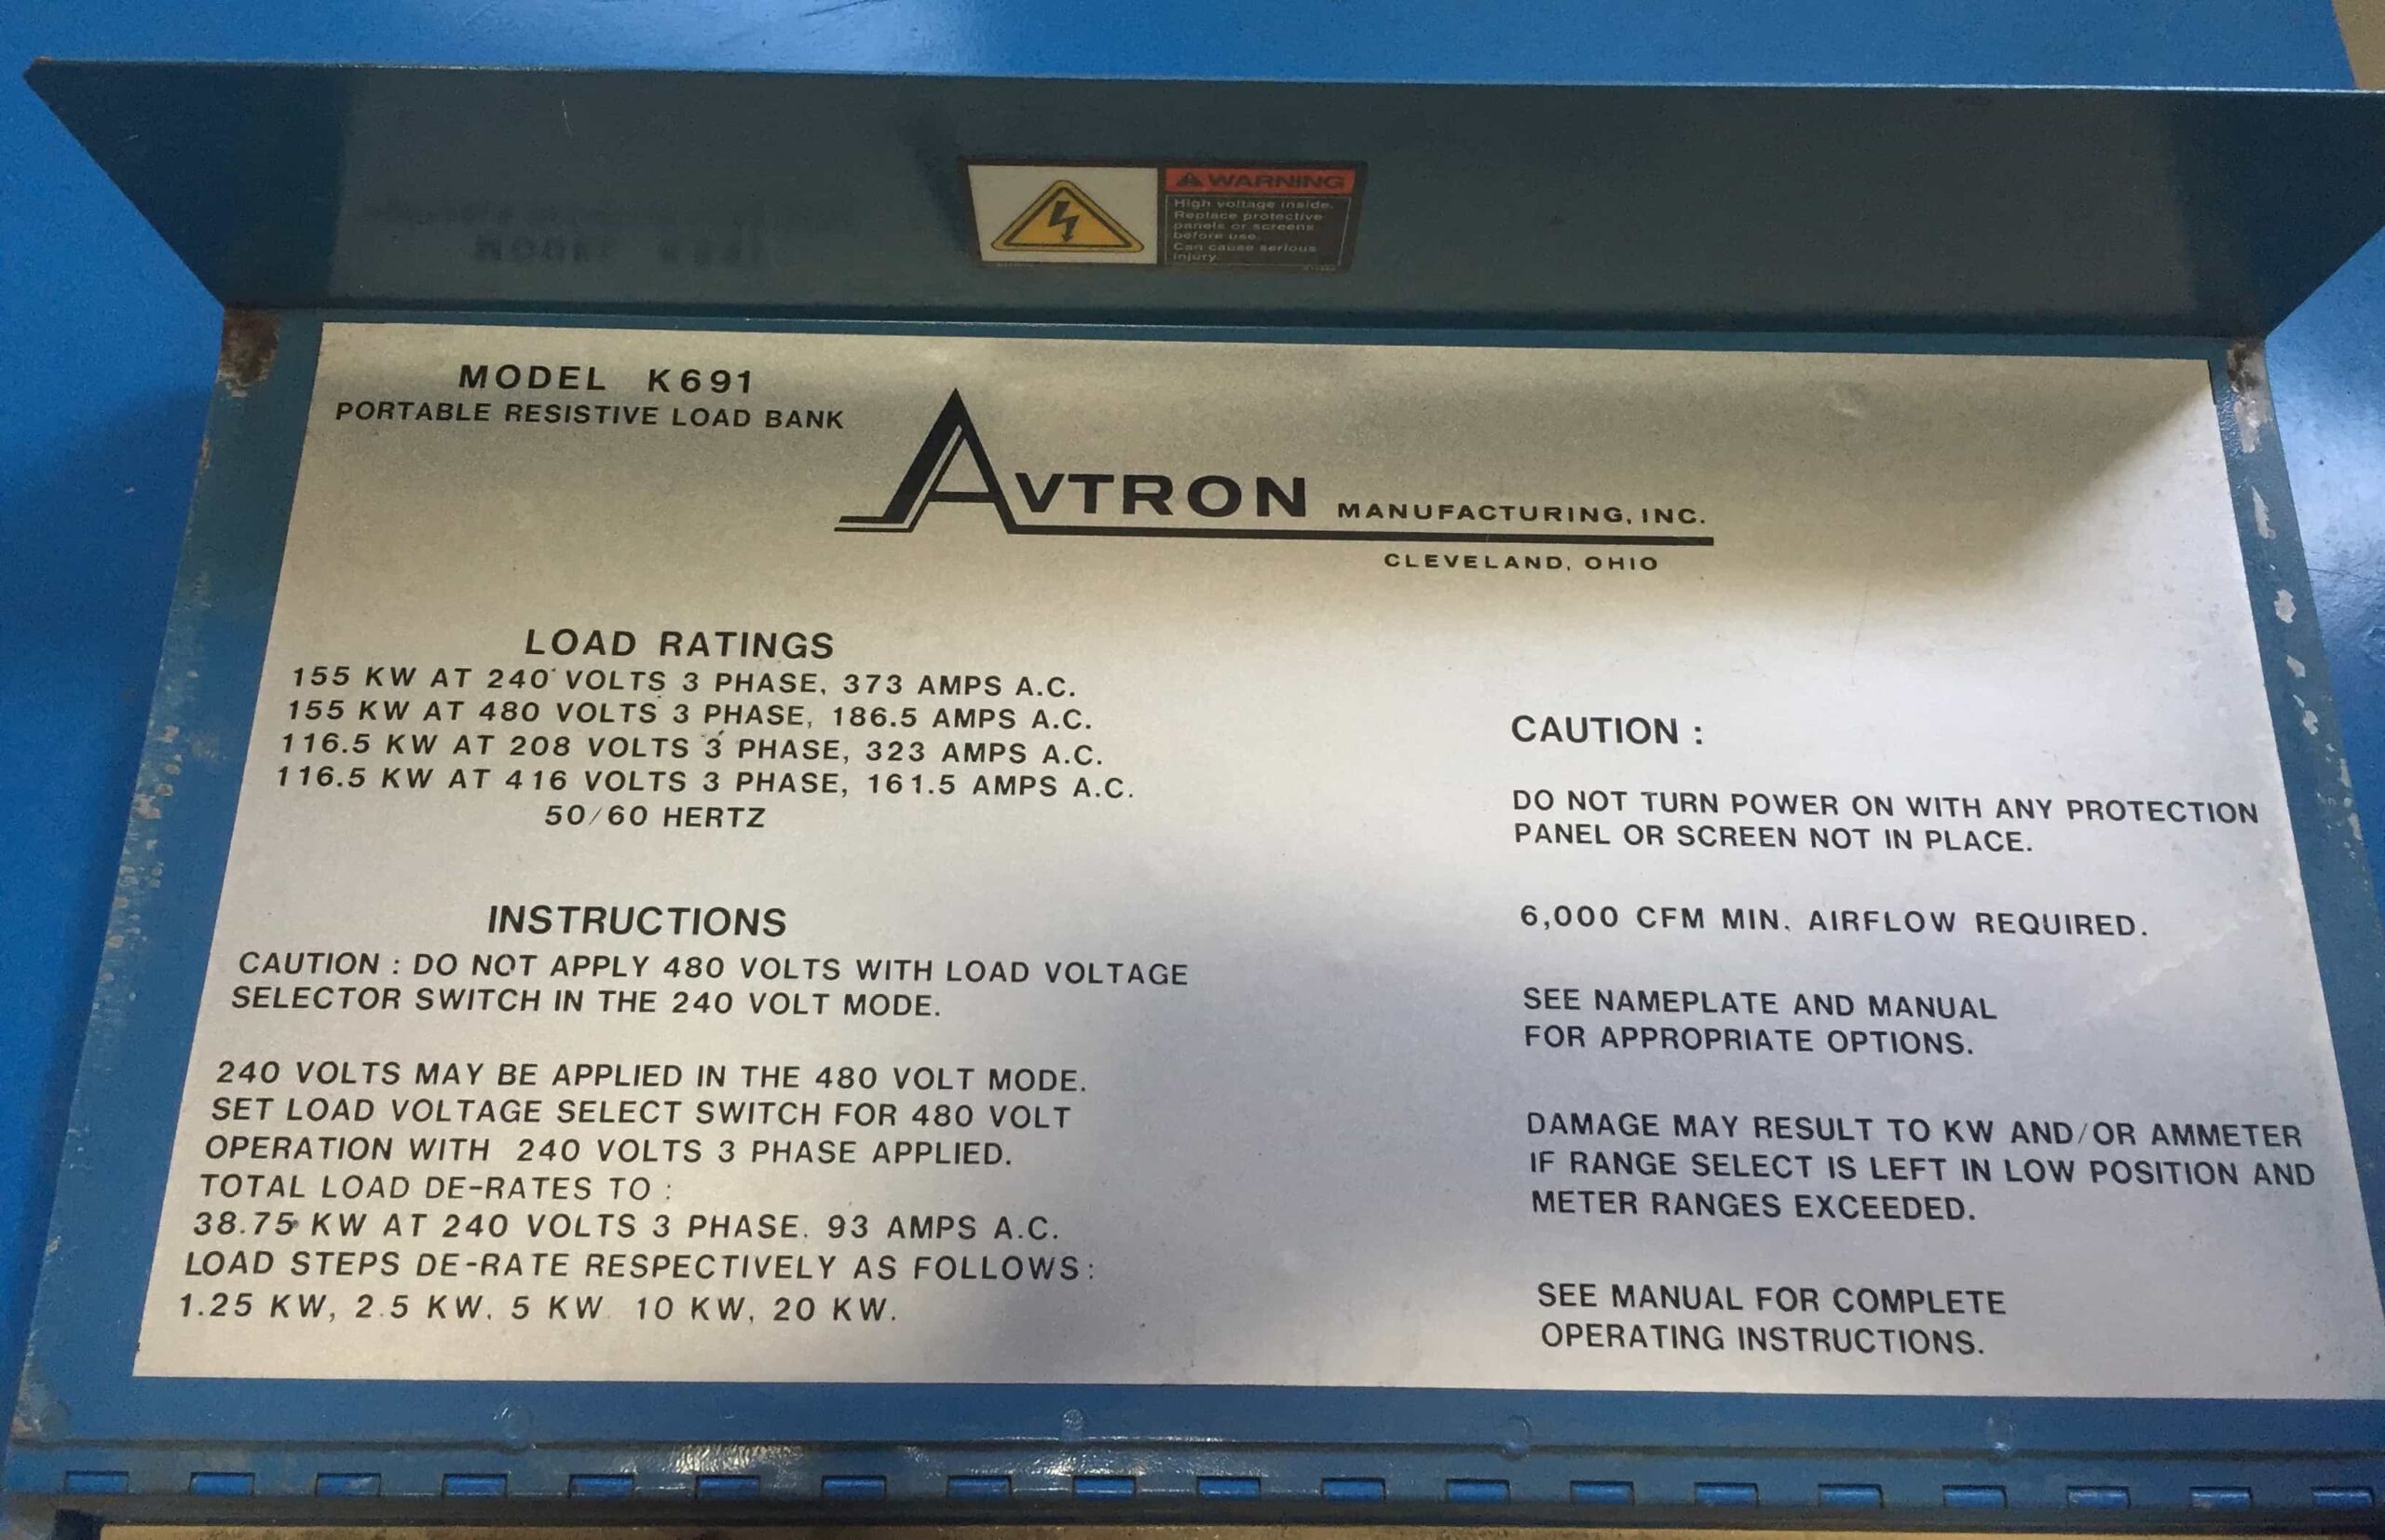 WARNING
High voltage inside.
Replace protective
panels or screens
before use.
Can cause serious
injury.
MODEL K691
PORTABLE RESISTIVE LOAD BANK
AVTRON MANUFACTURING, INC.
CLEVELAND, OHIO
LOAD RATINGS
155 KW AT 240 VOLTS 3 PHASE, 373 AMPS A.C.
155 KW AT 480 VOLTS 3 PHASE, 186.5 AMPS A.C.
116.5 KW AT 208 VOLTS 3 PHASE, 323 AMPS A.C.
116.5 KW AT 416 VOLTS 3 PHASE, 161.5 AMPS A.C.
50/60 HERTZ
INSTRUCTIONS
CAUTION : DO NOT APPLY 480 VOLTS WITH LOAD VOLTAGE
SELECTOR SWITCH IN THE 240 VOLT MODE.
240 VOLTS MAY BE APPLIED IN THE 480 VOLT MODE.
SET LOAD VOLTAGE SELECT SWITCH FOR 480 VOLT
OPERATION WITH 240 VOLTS 3 PHASE APPLIED.
TOTAL LOAD DE-RATES TO :
38.75 KW AT 240 VOLTS 3 PHASE. 93 AMPS A.C.
LOAD STEPS DE-RATE RESPECTIVELY AS FOLLOWS:
1.25 KW, 2.5 KW. 5 KW. 10 KW, 20 KW.
CAUTION :
DO NOT TURN POWER ON WITH ANY PROTECTION
PANEL OR SCREEN NOT IN PLACE.
6,000 CFM MIN. AIRFLOW REQUIRED.
SEE NAMEPLATE AND MANUAL
FOR APPROPRIATE OPTIONS.
DAMAGE MAY RESULT TO KW AND/OR AMMETER
IF RANGE SELECT IS LEFT IN LOW POSITION AND
METER RANGES EXCEEDED.
SEE MANUAL FOR COMPLETE
OPERATING INSTRUCTIONS.